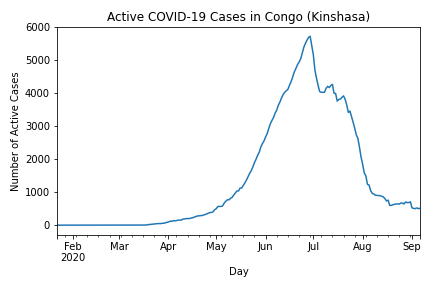 Active COVID-19 Cases in Congo (Kinshasa)
6000
5000
4000
3000
2000
1000
0
Number of Active Cases
Feb Mar Apr May Jun Jul Aug Sep
2020
Day